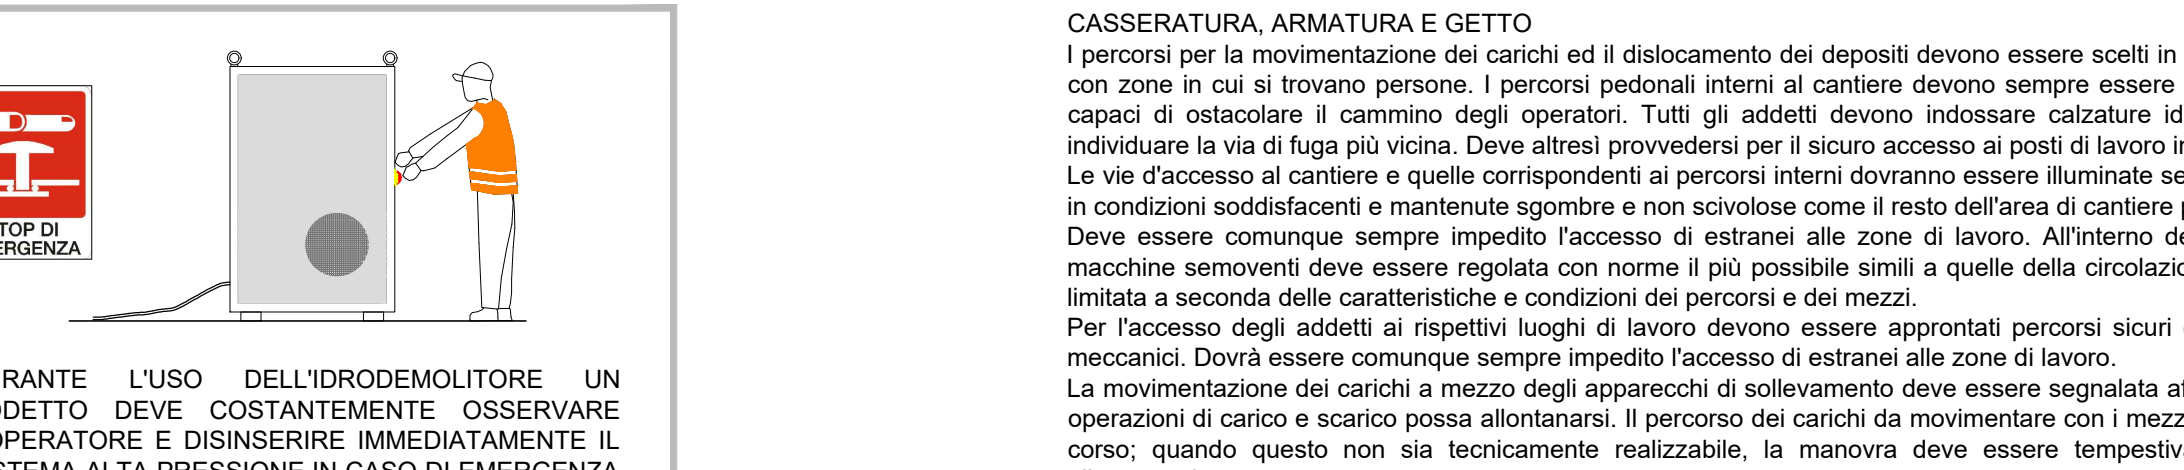 TOP DI
ERGENZA
RANTE L'USO DELL'IDRODEMOLITORE UN
DETTO DEVE COSTANTEMENTE OSSERVARE
OPERATORE E DISINSERIRE IMMEDIATAMENTE IL
STEMA ALTA PRESSIONE IN CASO DI EMERGENZA
CASSERATURA, ARMATURA E GETTO
I percorsi per la movimentazione dei carichi ed il dislocamento dei depositi devono essere scelti in
con zone in cui si trovano persone. I percorsi pedonali interni al cantiere devono sempre essere
capaci di ostacolare il cammino degli operatori. Tutti gli addetti devono indossare calzature id
individuare la via di fuga più vicina. Deve altresì provvedersi per il sicuro accesso ai posti di lavoro in
Le vie d'accesso al cantiere e quelle corrispondenti ai percorsi interni dovranno essere illuminate se
in condizioni soddisfacenti e mantenute sgombre e non scivolose come il resto dell'area di cantiere
Deve essere comunque sempre impedito l'accesso di estranei alle zone di lavoro. All'interno de
macchine semoventi deve essere regolata con norme il più possibile simili a quelle della circolazio
limitata a seconda delle caratteristiche e condizioni dei percorsi e dei mezzi.
Per l'accesso degli addetti ai rispettivi luoghi di lavoro devono essere approntati percorsi sicuri
meccanici. Dovrà essere comunque sempre impedito l'accesso di estranei alle zone di lavoro.
La movimentazione dei carichi a mezzo degli apparecchi di sollevamento deve essere segnalata
operazioni di carico e scarico possa allontanarsi. Il percorso dei carichi da movimentare con i mezz
corso; quando questo non sia tecnicamente realizzabile, la manovra deve essere tempestiv